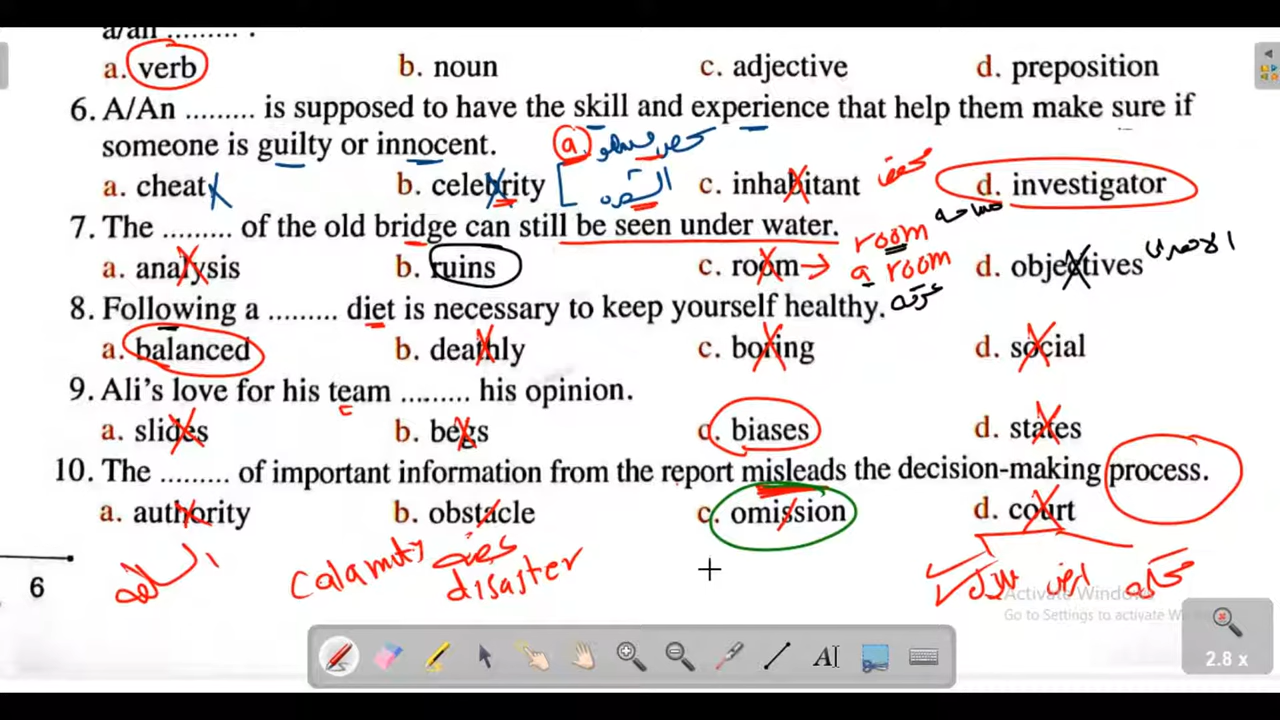 a/an ......... .
a. verb b. noun c. adjective d. preposition
6. A/An ......... is supposed to have the skill and experience that help them make sure if
someone is guilty or innocent. a.
a. cheat b. celebrity c. inhabitant d. investigator
7. The ......... of the old bridge can still be seen under water. room
a. analysis b. ruins c. room a room d. objectives
8. Following a ......... diet is necessary to keep yourself healthy.
a. balanced b. deathly c. boring d. social
9. Ali's love for his team .......... his opinion.
a. slides b. begs c. biases d. states
10. The ......... of important information from the report misleads the decision-making process.
a. authority b. obstacle c. omission d. court
calamity
disaster
6
Activate Windows
Go to Settings to activate W
AI
2.8 x